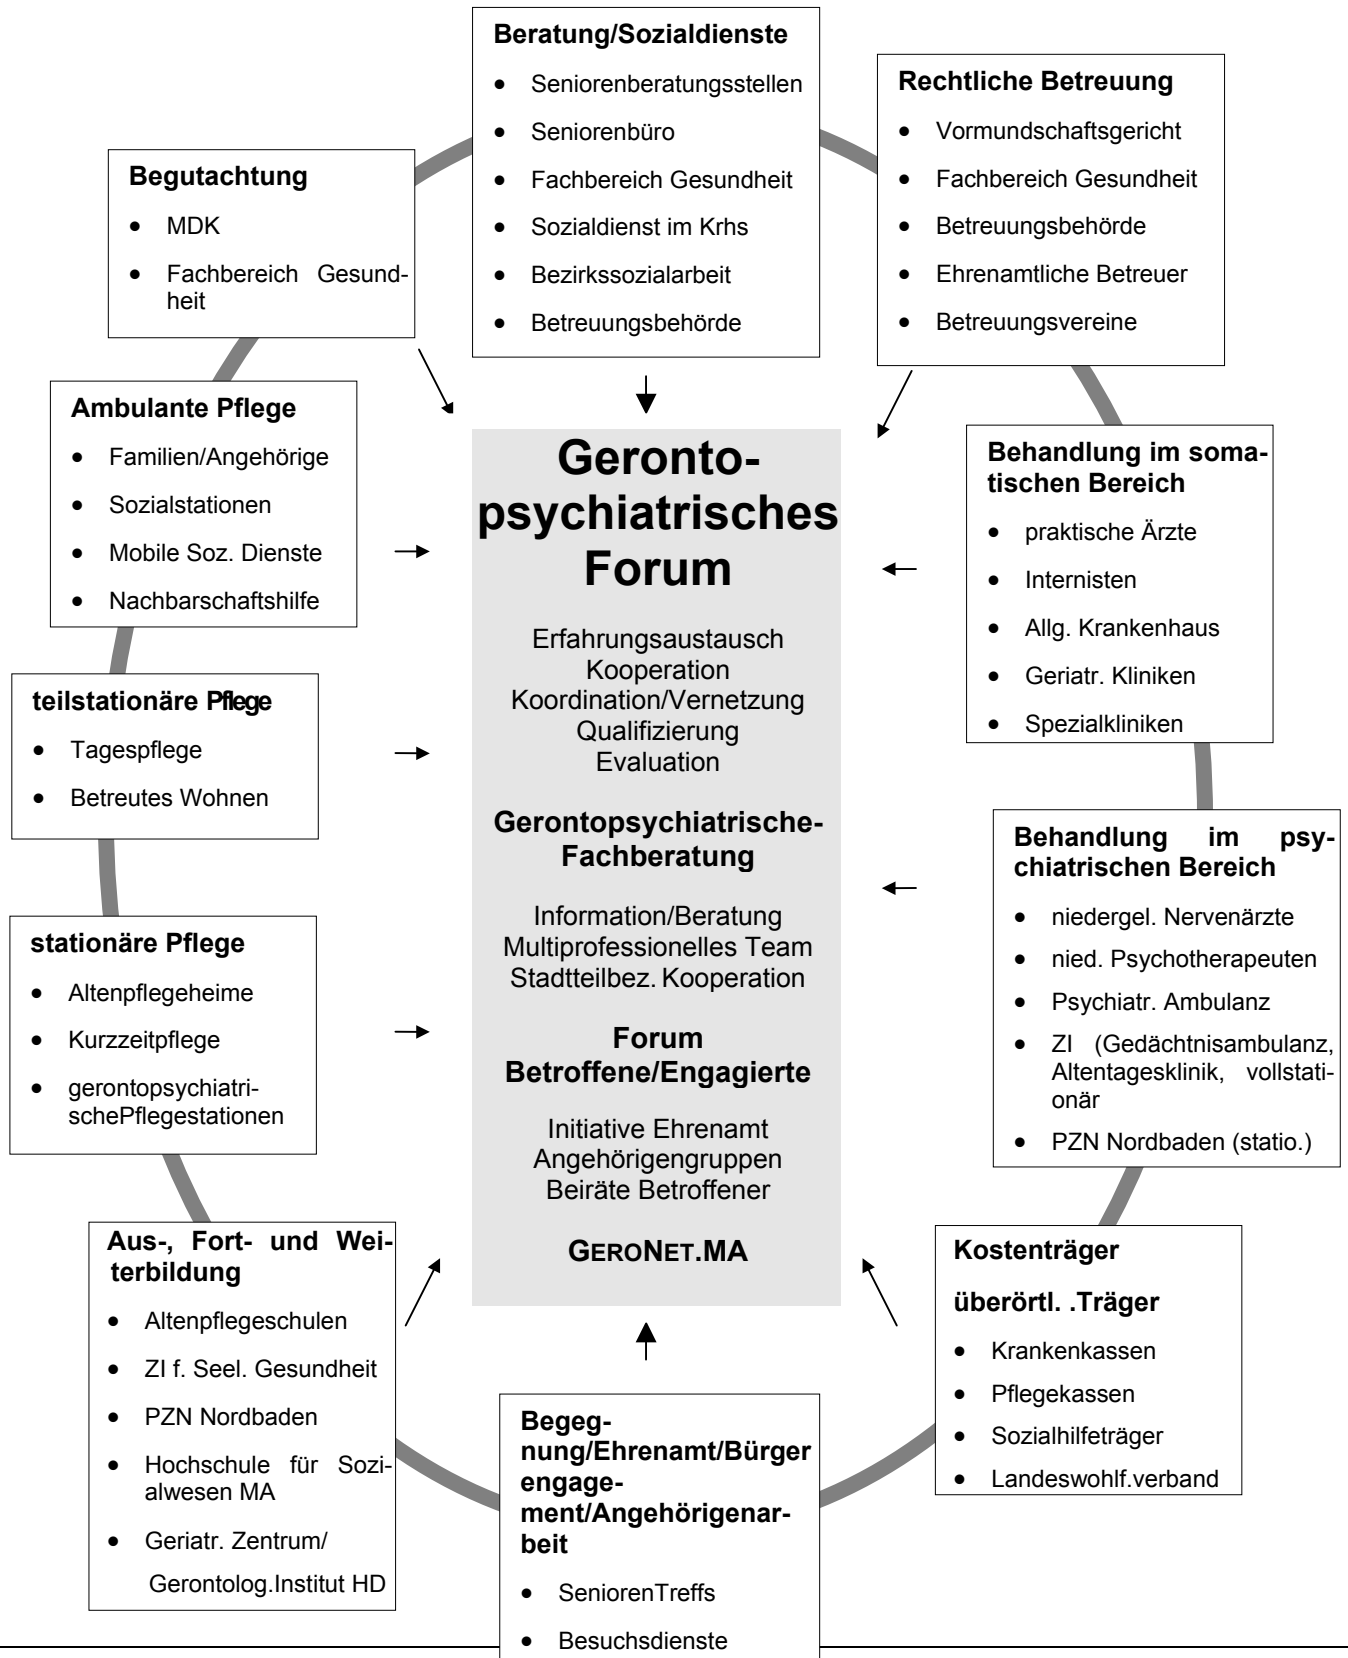 Beratung/Sozialdienste
• Seniorenberatungsstellen
• Seniorenbüro
• Fachbereich Gesundheit
• Sozialdienst im Krhs
• Bezirkssozialarbeit
• Betreuungsbehörde
Rechtliche Betreuung
• Vormundschaftsgericht
• Fachbereich Gesundheit
• Betreuungsbehörde
• Ehrenamtliche Betreuer
• Betreuungsvereine
Begutachtung
• MDK
• Fachbereich Gesund-
heit
Ambulante Pflege
• Familien/Angehörige
• Sozialstationen
• Mobile Soz. Dienste
• Nachbarschaftshilfe
teilstationäre Pflege
• Tagespflege
• Betreutes Wohnen
stationäre Pflege
• Altenpflegeheime
• Kurzzeitpflege
• gerontopsychiatri-
schePflegestationen
Aus-, Fort- und Wei-
terbildung
• Altenpflegeschulen
• ZI f. Seel. Gesundheit
• PZN Nordbaden
• Hochschule für Sozi-
alwesen MA
• Geriatr. Zentrum/
Gerontolog.Institut HD
Geronto-
psychiatrisches
Forum
Erfahrungsaustausch
Kooperation
Koordination/Vernetzung
Qualifizierung
Evaluation
Gerontopsychiatrische-
Fachberatung
Information/Beratung
Multiprofessionelles Team
Stadtteilbez. Kooperation
Forum
Betroffene/Engagierte
Initiative Ehrenamt
Angehörigengruppen
Beiräte Betroffener
GERONET.MA
Behandlung im soma-
tischen Bereich
• praktische Ärzte
• Internisten
• Allg. Krankenhaus
• Geriatr. Kliniken
• Spezialkliniken
Behandlung im psy-
chiatrischen Bereich
• niedergel. Nervenärzte
• nied. Psychotherapeuten
• Psychiatr. Ambulanz
• ZI (Gedächtnisambulanz,
Altentagesklinik, vollstati-
onär
• PZN Nordbaden (statio.)
Kostenträger
überörtl. .Träger
• Krankenkassen
• Pflegekassen
• Sozialhilfeträger
• Landeswohlf.verband
Begeg-
nung/Ehrenamt/Bürger
engage-
ment/Angehörigenar-
beit
• SeniorenTreffs
• Besuchsdienste